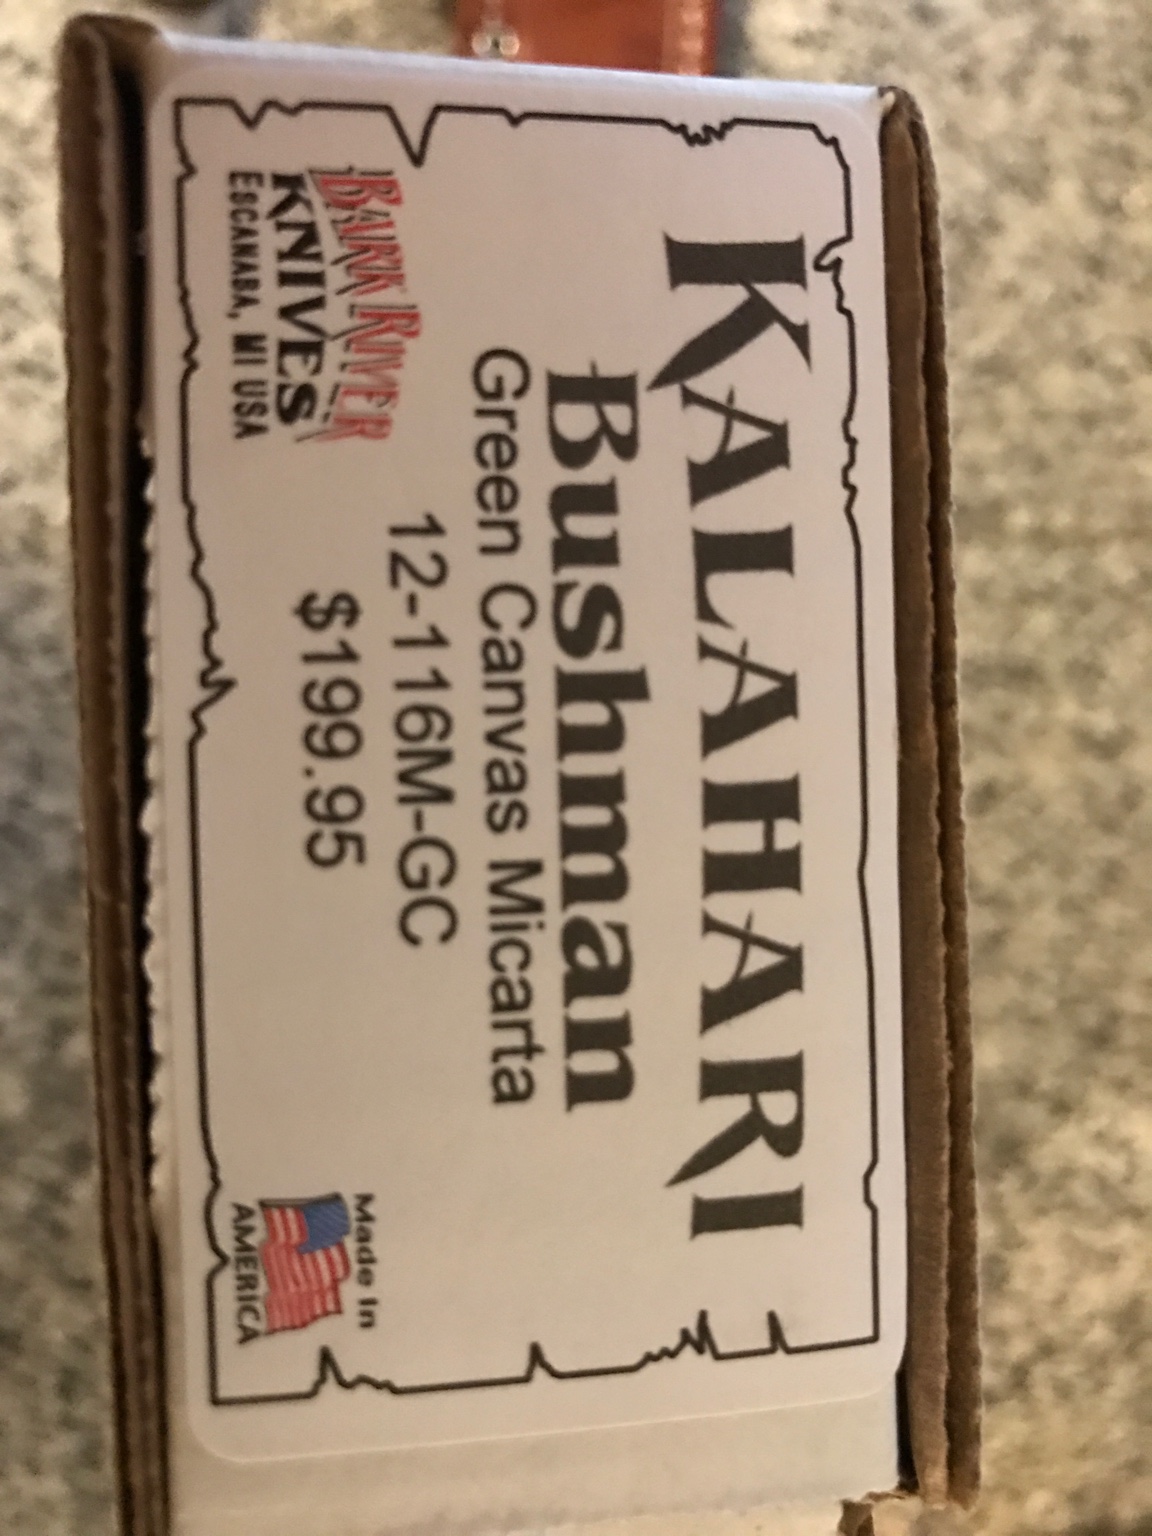 KALAHARI
Bushman
Green Canvas Micarta
12-116M-GC
$199.95
BARK RIVER
KNIVES
ESCANABA, MI USA
Made In
AMERICA